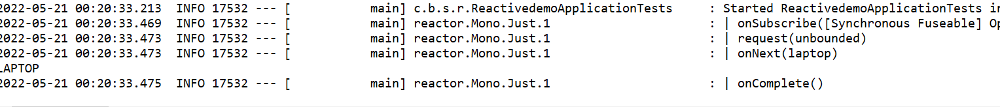 2022-05-21 00:20:33.213  INFO 17532 --- [           main] c.b.s.r.ReactivedemoApplicationTests     : Started ReactivedemoApplicationTests
2022-05-21 00:20:33.469  INFO 17532 --- [           main] reactor.Mono.Just.1                      : | onSubscribe([Synchronous Fuseable]
2022-05-21 00:20:33.473  INFO 17532 --- [           main] reactor.Mono.Just.1                      : | request(unbounded)
2022-05-21 00:20:33.473  INFO 17532 --- [           main] reactor.Mono.Just.1                      : | onNext(laptop)
LAPTOP
2022-05-21 00:20:33.475  INFO 17532 --- [           main] reactor.Mono.Just.1                      : | onComplete()